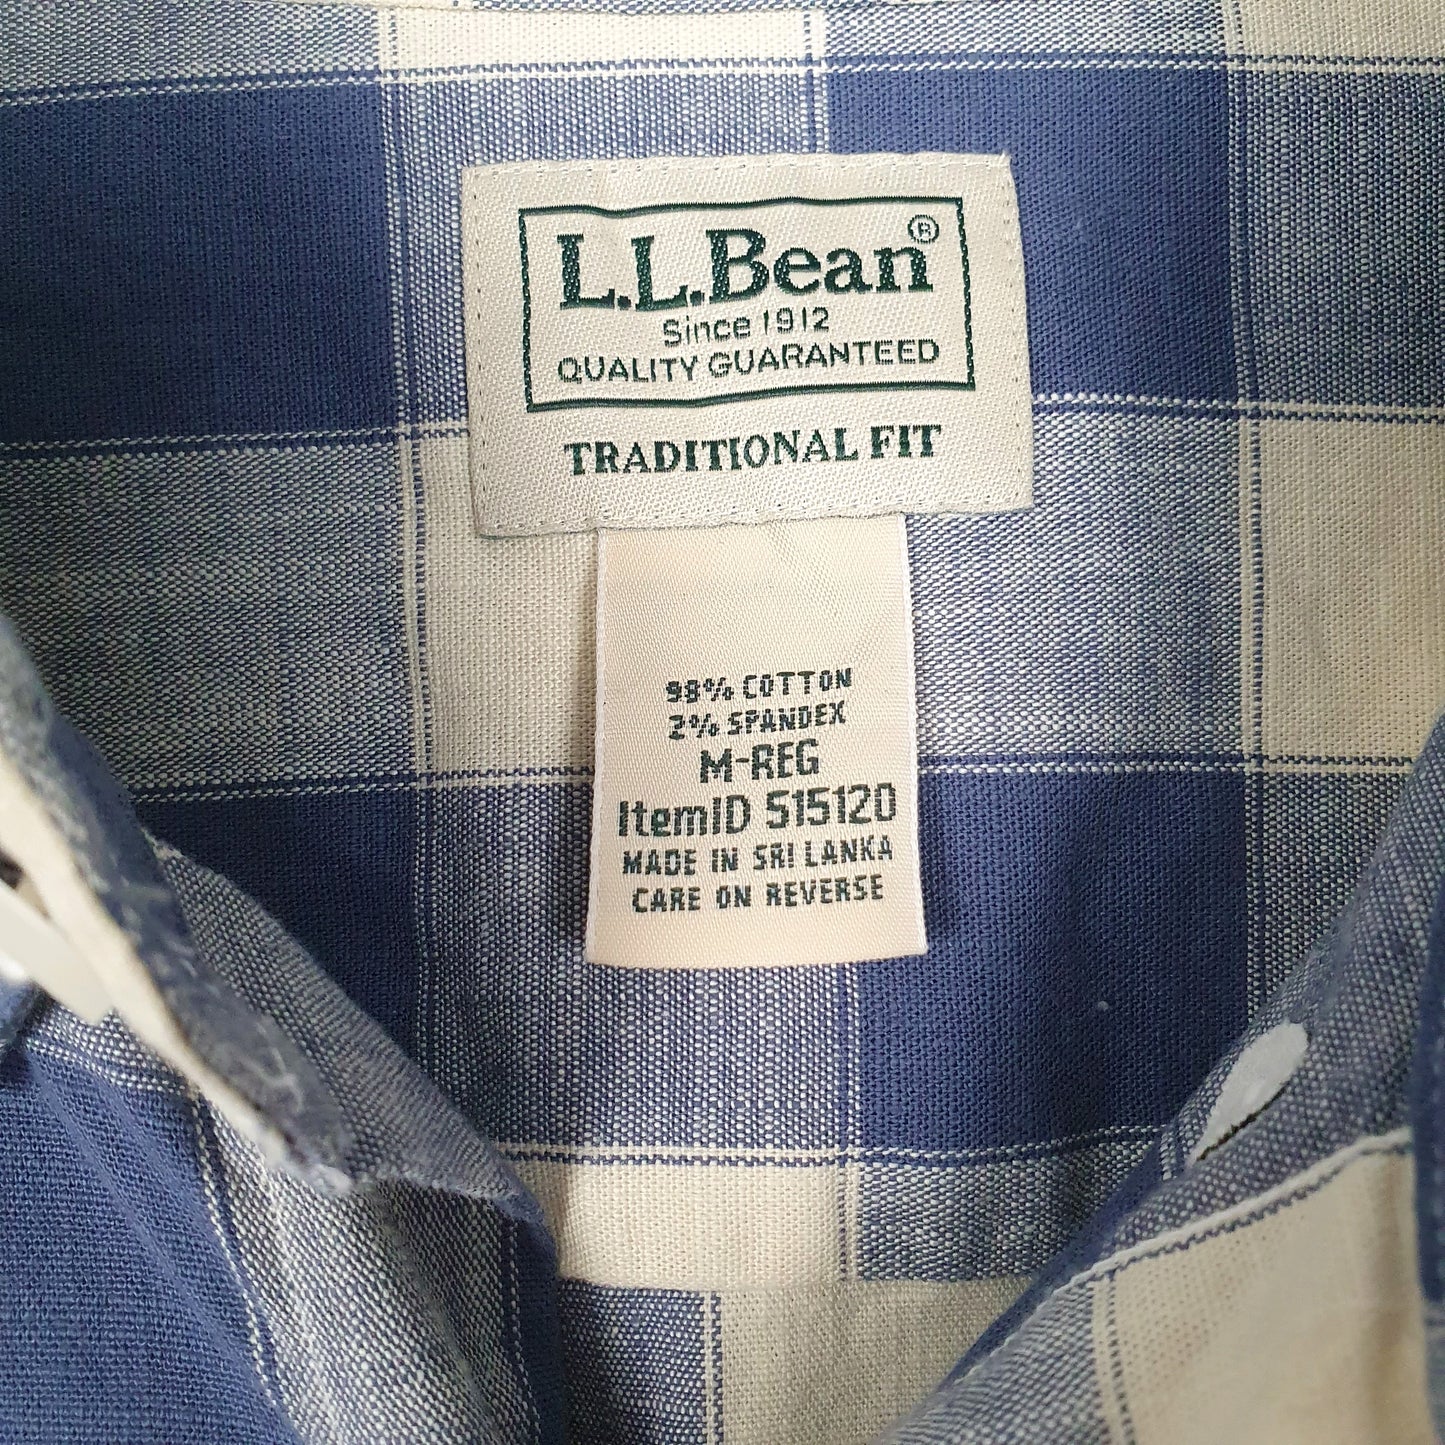 L.L.Bean®
Since 1912
QUALITY GUARANTEED
TRADITIONAL FIT
98% COTTON
2% SPANDEX
M-REG
ItemID 515120
MADE IN SRI LANKA
CARE ON REVERSE